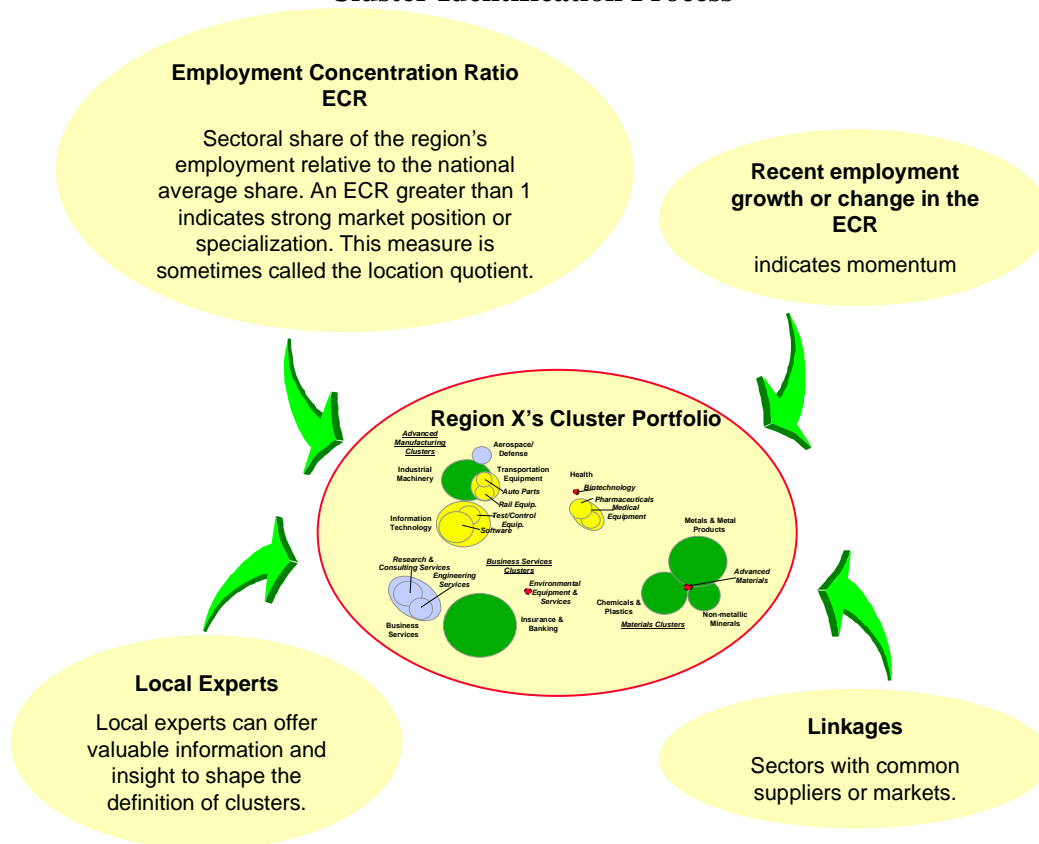 Cluster Identification Process
Employment Concentration Ratio
ECR
Sectoral share of the region's
employment relative to the national
average share. An ECR greater than 1
indicates strong market position or
specialization. This measure is
sometimes called the location quotient.
Recent employment
growth or change in the
ECR
indicates momentum
Region X's Cluster Portfolio
Advanced
Manufacturing
Clusters
Aerospace/
Defense
Industrial
Machinery
Transportation
Equipment
Auto Parts
Rail Equip.
Information
Technology
Test/Control
Equip.
Software
Health
Biotechnology
Pharmaceuticals
Medical
Equipment
Metals & Metal
Products
Advanced
Materials
Chemicals &
Plastics
Non-metallic
Minerals
Materials Clusters
Research &
Consulting Services
Engineering
Services
Business
Services
Business Services
Clusters
Environmental
Equipment &
Services
Insurance &
Banking
Local Experts
Local experts can offer
valuable information and
insight to shape the
definition of clusters.
Linkages
Sectors with common
suppliers or markets.